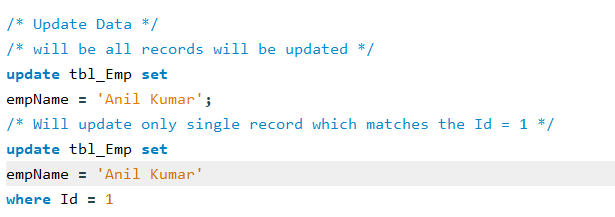 /* Update Data */
/* will be all records will be updated */
update tbl_Emp set
empName = 'Anil Kumar';
/* Will update only single record which matches the Id = 1 */
update tbl_Emp set
empName = 'Anil Kumar'
where Id = 1